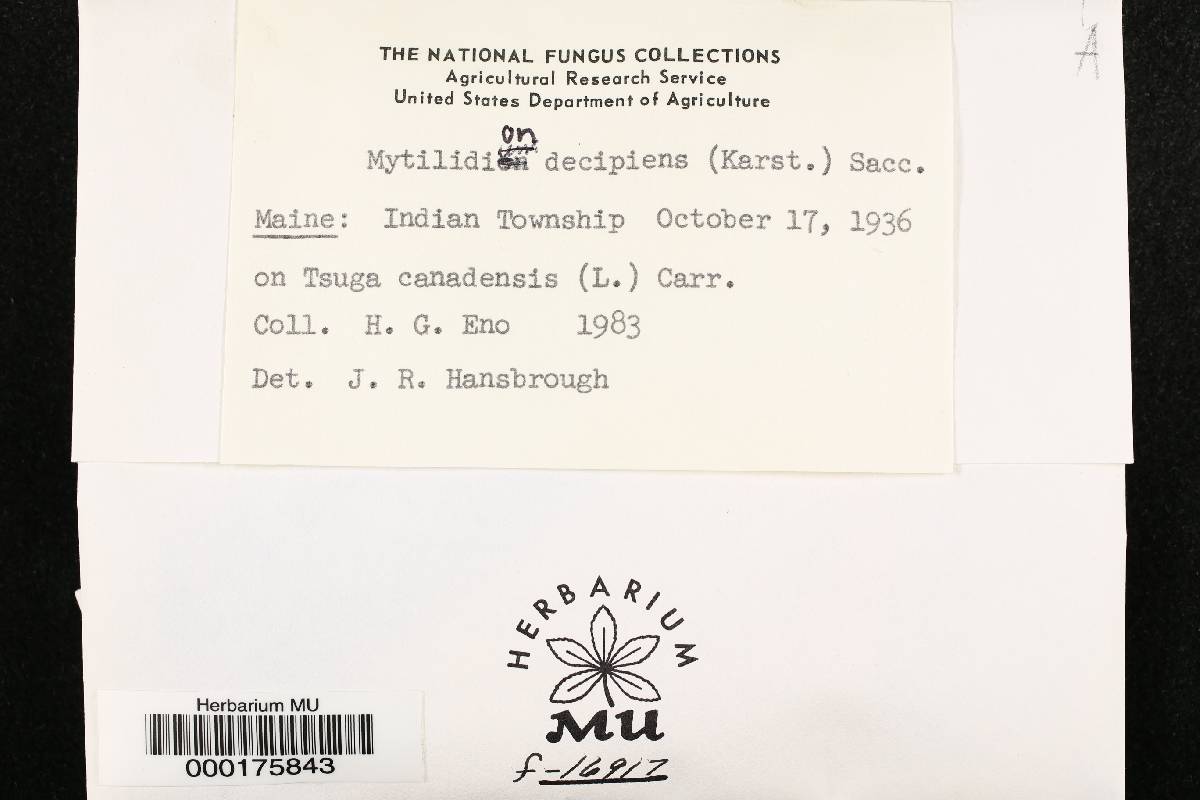 A
THE NATIONAL FUNGUS COLLECTIONS
Agricultural Research Service
United States Department of Agriculture
on
Mytilidion decipiens (Karst.) Sacc.
Maine: Indian Township October 17, 1936
on Tsuga canadensis (L.) Carr.
Coll. H. G. Eno 1983
Det. J. R. Hansbrough
HERBARIUM
MU
f-16917
Herbarium MU
000175843